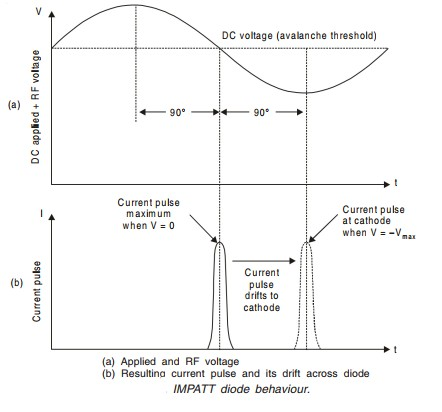 V
DC voltage (avalanche threshold)
DC applied + RF voltage
(a)
90°
90°
t
Current pulse
maximum
when V = 0
I
Current pulse
at cathode
when V = –Vmax
Current
pulse
drifts to
cathode
(b)
Current pulse
t
(a) Applied and RF voltage
(b) Resulting current pulse and its drift across diode
IMPATT diode behaviour.